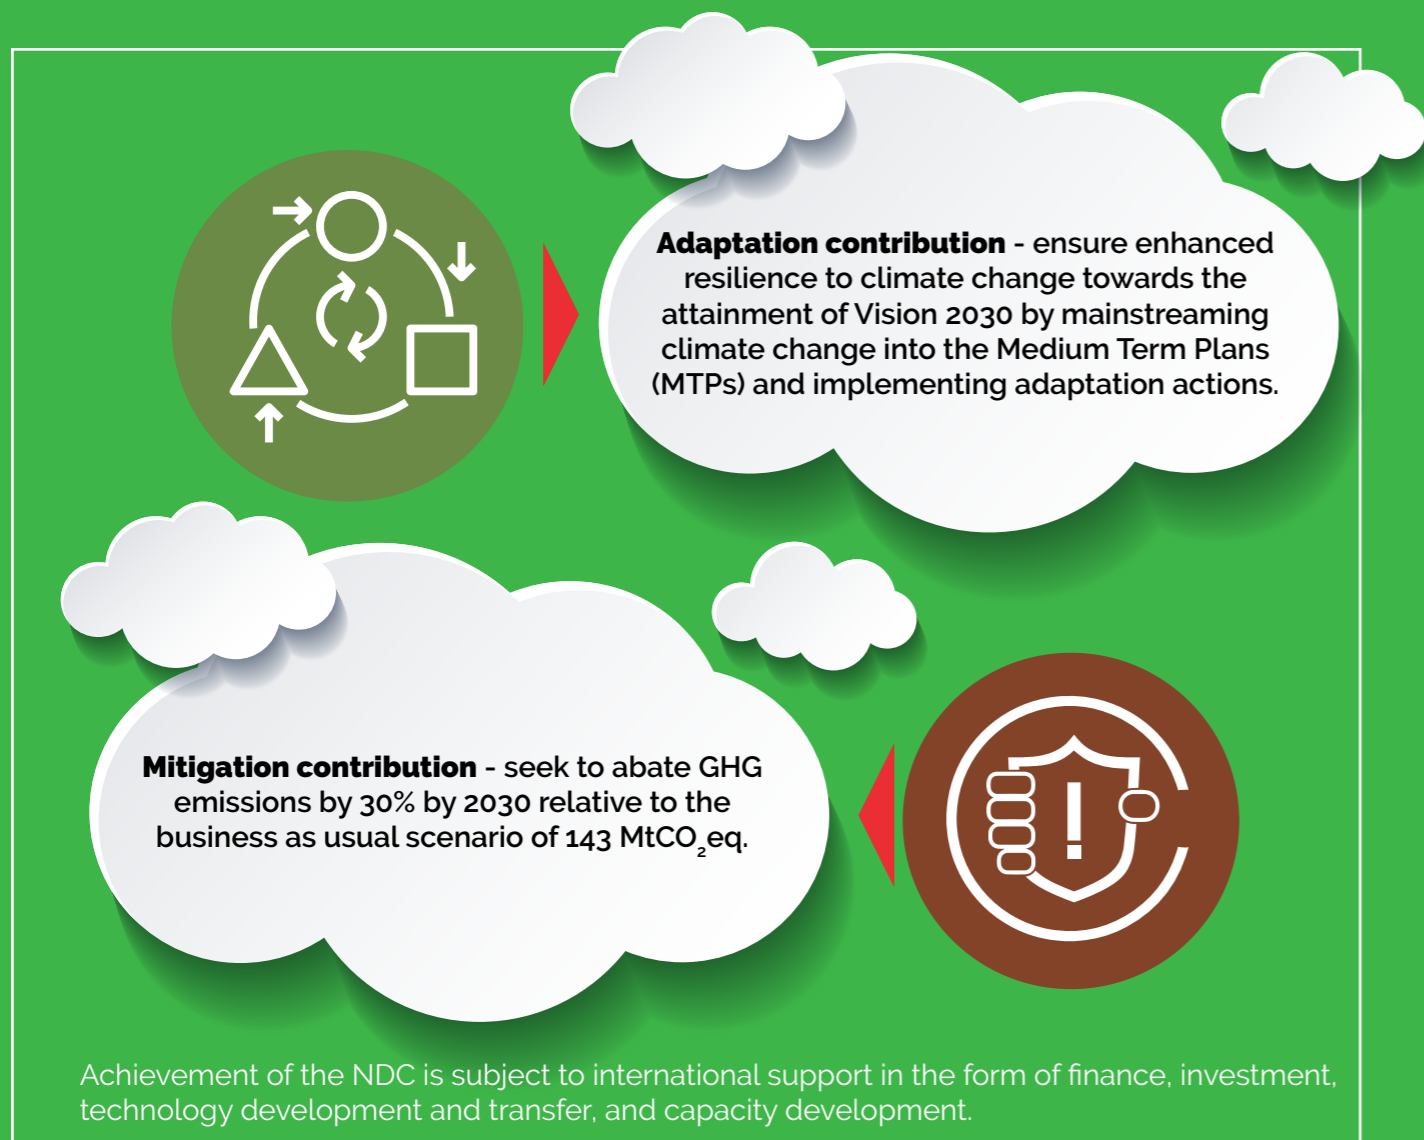 Adaptation contribution - ensure enhanced
resilience to climate change towards the
attainment of Vision 2030 by mainstreaming
climate change into the Medium Term Plans
(MTPs) and implementing adaptation actions.
Mitigation contribution - seek to abate GHG
emissions by 30% by 2030 relative to the
business as usual scenario of 143 MtCO₂eq.
!
Achievement of the NDC is subject to international support in the form of finance, investment,
technology development and transfer, and capacity development.